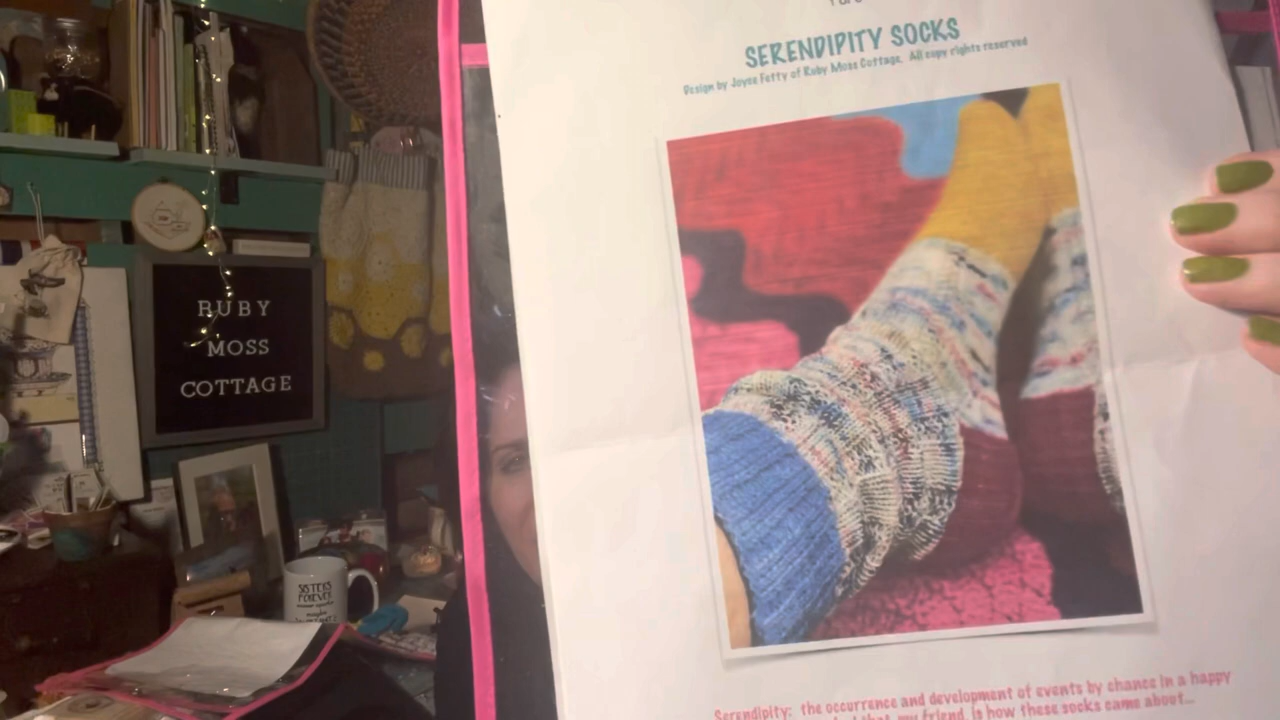 SERENDIPITY SOCKS
Design by Joyce Fetty of Ruby Moss Cottage. All copy rights reserved
RUBY
MOSS
COTTAGE
SISTERS
FOREVER
Serendipity: the occurrence and development of events by chance in a happy
that, my friend, is how these socks came about...